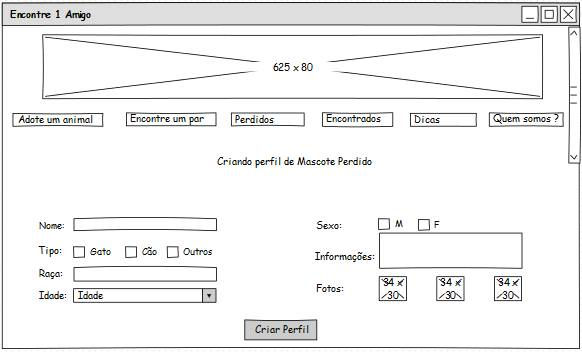 Encontre 1 Amigo
625 x 80
Adote um animal
Encontre um par
Perdidos
Encontrados
Dicas
Quem somos ?
Criando perfil de Mascote Perdido
Nome:
Tipo: Gato Cão Outros
Raça:
Idade: Idade
Sexo: M F
Informações:
Fotos:
34 x
/30
34 x
/30
34 x
/30
Criar Perfil